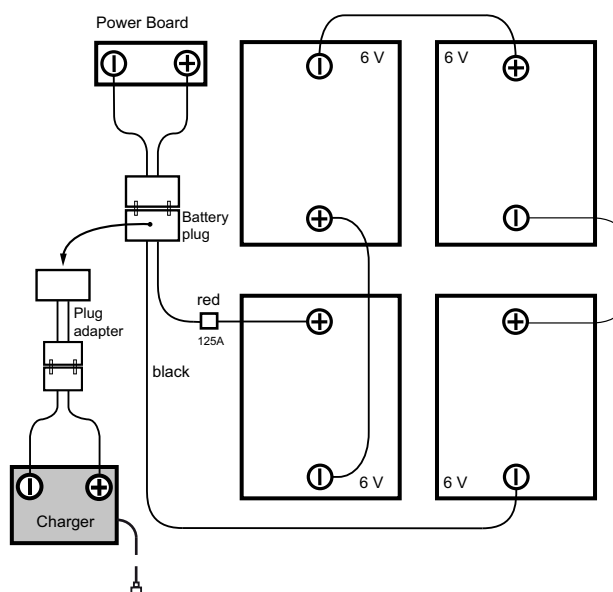 Power Board
6 V
6 V
Battery
plug
Plug
adapter
red
125A
black
6 V
6 V
Charger